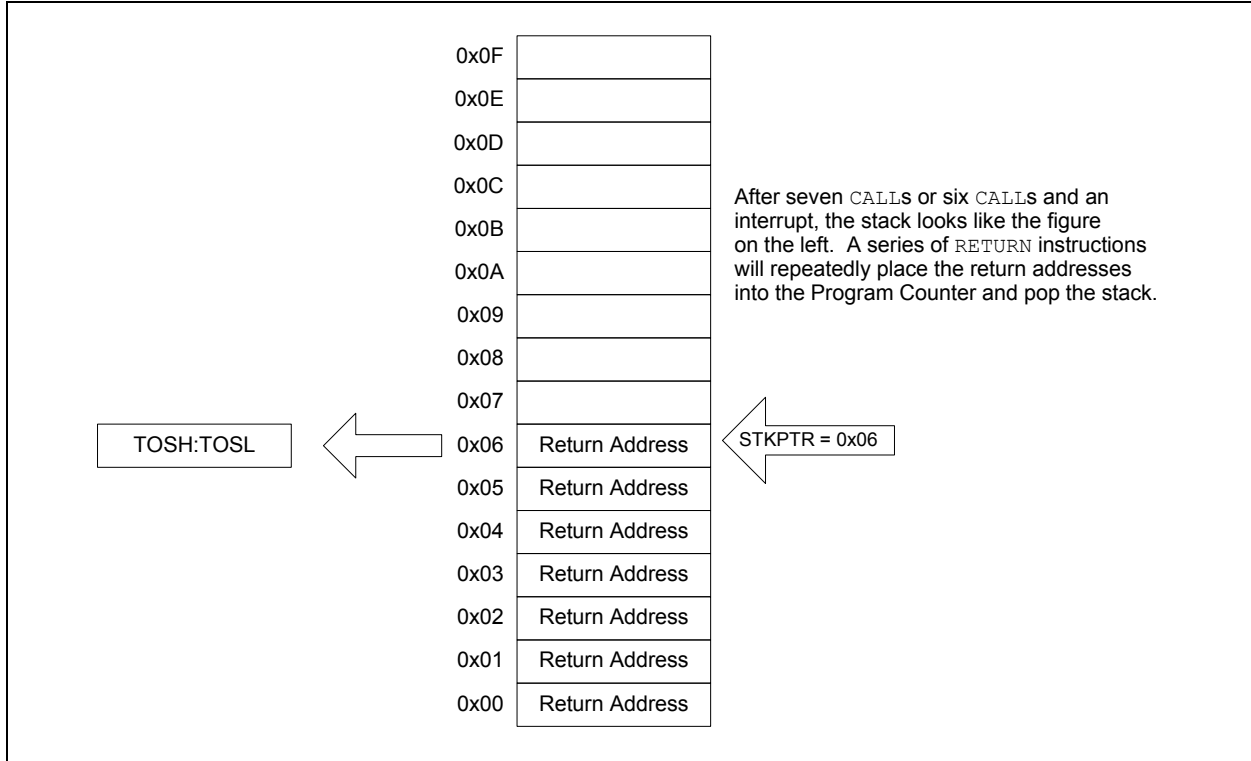 0x0F
0x0E
0x0D
0x0C
0x0B
0x0A
0x09
0x08
0x07
After seven CALLs or six CALLs and an
interrupt, the stack looks like the figure
on the left. A series of RETURN instructions
will repeatedly place the return addresses
into the Program Counter and pop the stack.
TOSH:TOSL 0x06 Return Address STKPTR = 0x06
0x05 Return Address
0x04 Return Address
0x03 Return Address
0x02 Return Address
0x01 Return Address
0x00 Return Address